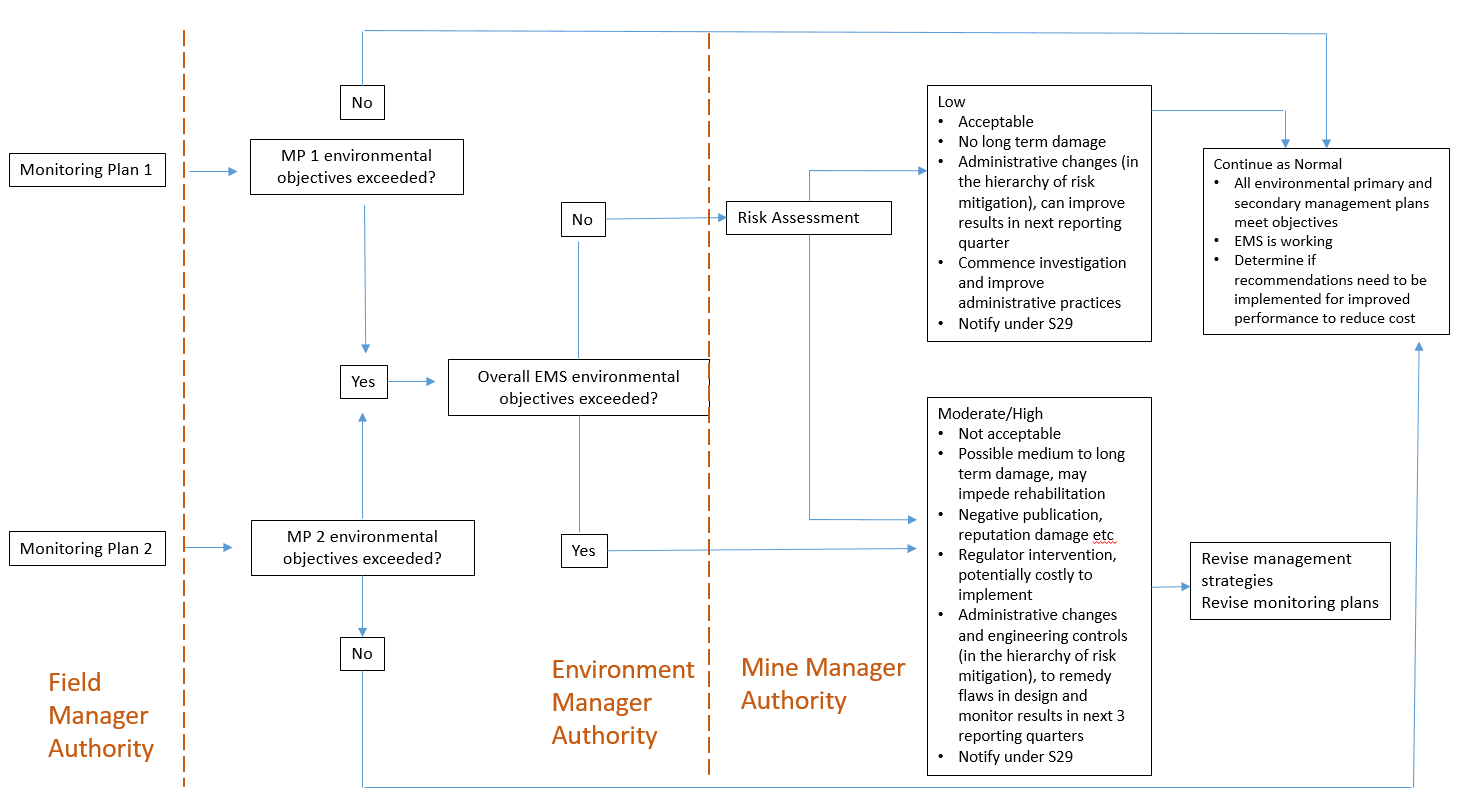 No
Monitoring Plan 1
MP 1 environmental
objectives exceeded?
No
Risk Assessment
Low
• Acceptable
• No long term damage
• Administrative changes (in
the hierarchy of risk
mitigation), can improve
results in next reporting
quarter
• Commence investigation
and improve
administrative practices
• Notify under S29
Continue as Normal
• All environmental primary and
secondary management plans
meet objectives
• EMS is working
• Determine if
recommendations need to be
implemented for improved
performance to reduce cost
Yes
Overall EMS environmental
objectives exceeded?
Monitoring Plan 2
MP 2 environmental
objectives exceeded?
Yes
Moderate/High
• Not acceptable
• Possible medium to long
term damage, may
impede rehabilitation
• Negative publication,
reputation damage etc
• Regulator intervention,
potentially costly to
implement
• Administrative changes
and engineering controls
(in the hierarchy of risk
mitigation), to remedy
flaws in design and
monitor results in next 3
reporting quarters
• Notify under S29
Revise management
strategies
Revise monitoring plans
No
Field
Manager
Authority
Environment
Manager
Authority
Mine Manager
Authority